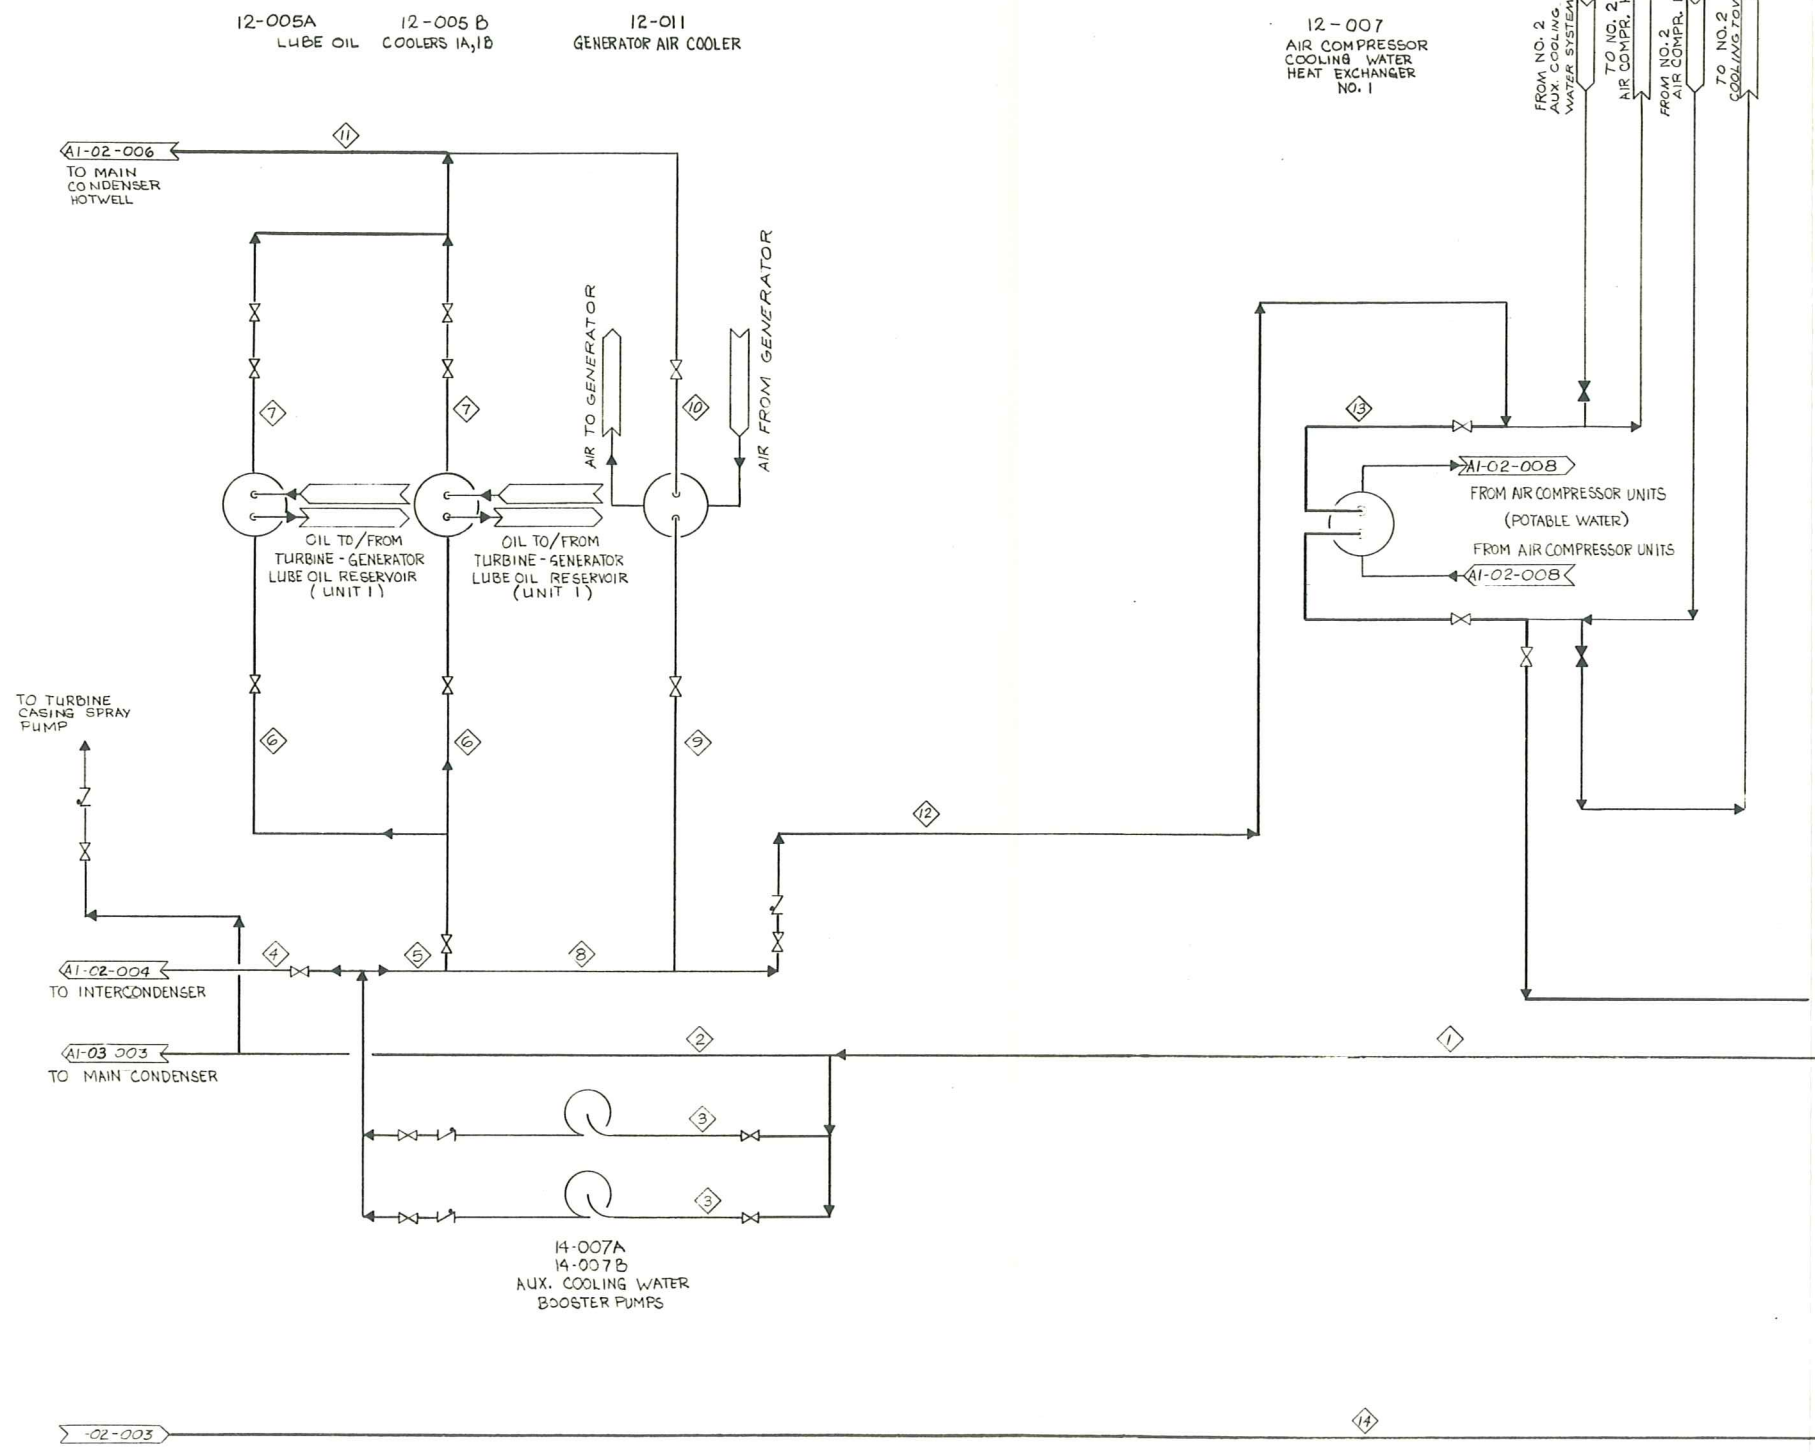 12-005A
12-005 B
LUBE OIL COOLERS 1A,1B
12-011
GENERATOR AIR COOLER
12-007
AIR COMPRESSOR
COOLING WATER
HEAT EXCHANGER
NO. 1
FROM NO. 2
AUX. COOLING
WATER SYSTEM
TO NO. 2
AIR COMPR.
FROM NO. 2
AIR COMPR.
TO NO. 2
COOLING
11
A1-02-006
TO MAIN
CONDENSER
HOTWELL
AIR TO GENERATOR
AIR FROM GENERATOR
7
7
10
13
A1-02-008
FROM AIR COMPRESSOR UNITS
(POTABLE WATER)
FROM AIR COMPRESSOR UNITS
A1-02-008
OIL TO/FROM
TURBINE-GENERATOR
LUBE OIL RESERVOIR
(UNIT 1)
OIL TO/FROM
TURBINE-GENERATOR
LUBE OIL RESERVOIR
(UNIT 1)
TO TURBINE
CASING SPRAY
PUMP
6
6
9
12
4
5
8
A1-02-004
TO INTERCONDENSER
2
1
A1-03 003
TO MAIN CONDENSER
3
3
14-007A
14-007B
AUX. COOLING WATER
BOOSTER PUMPS
14
-02-003